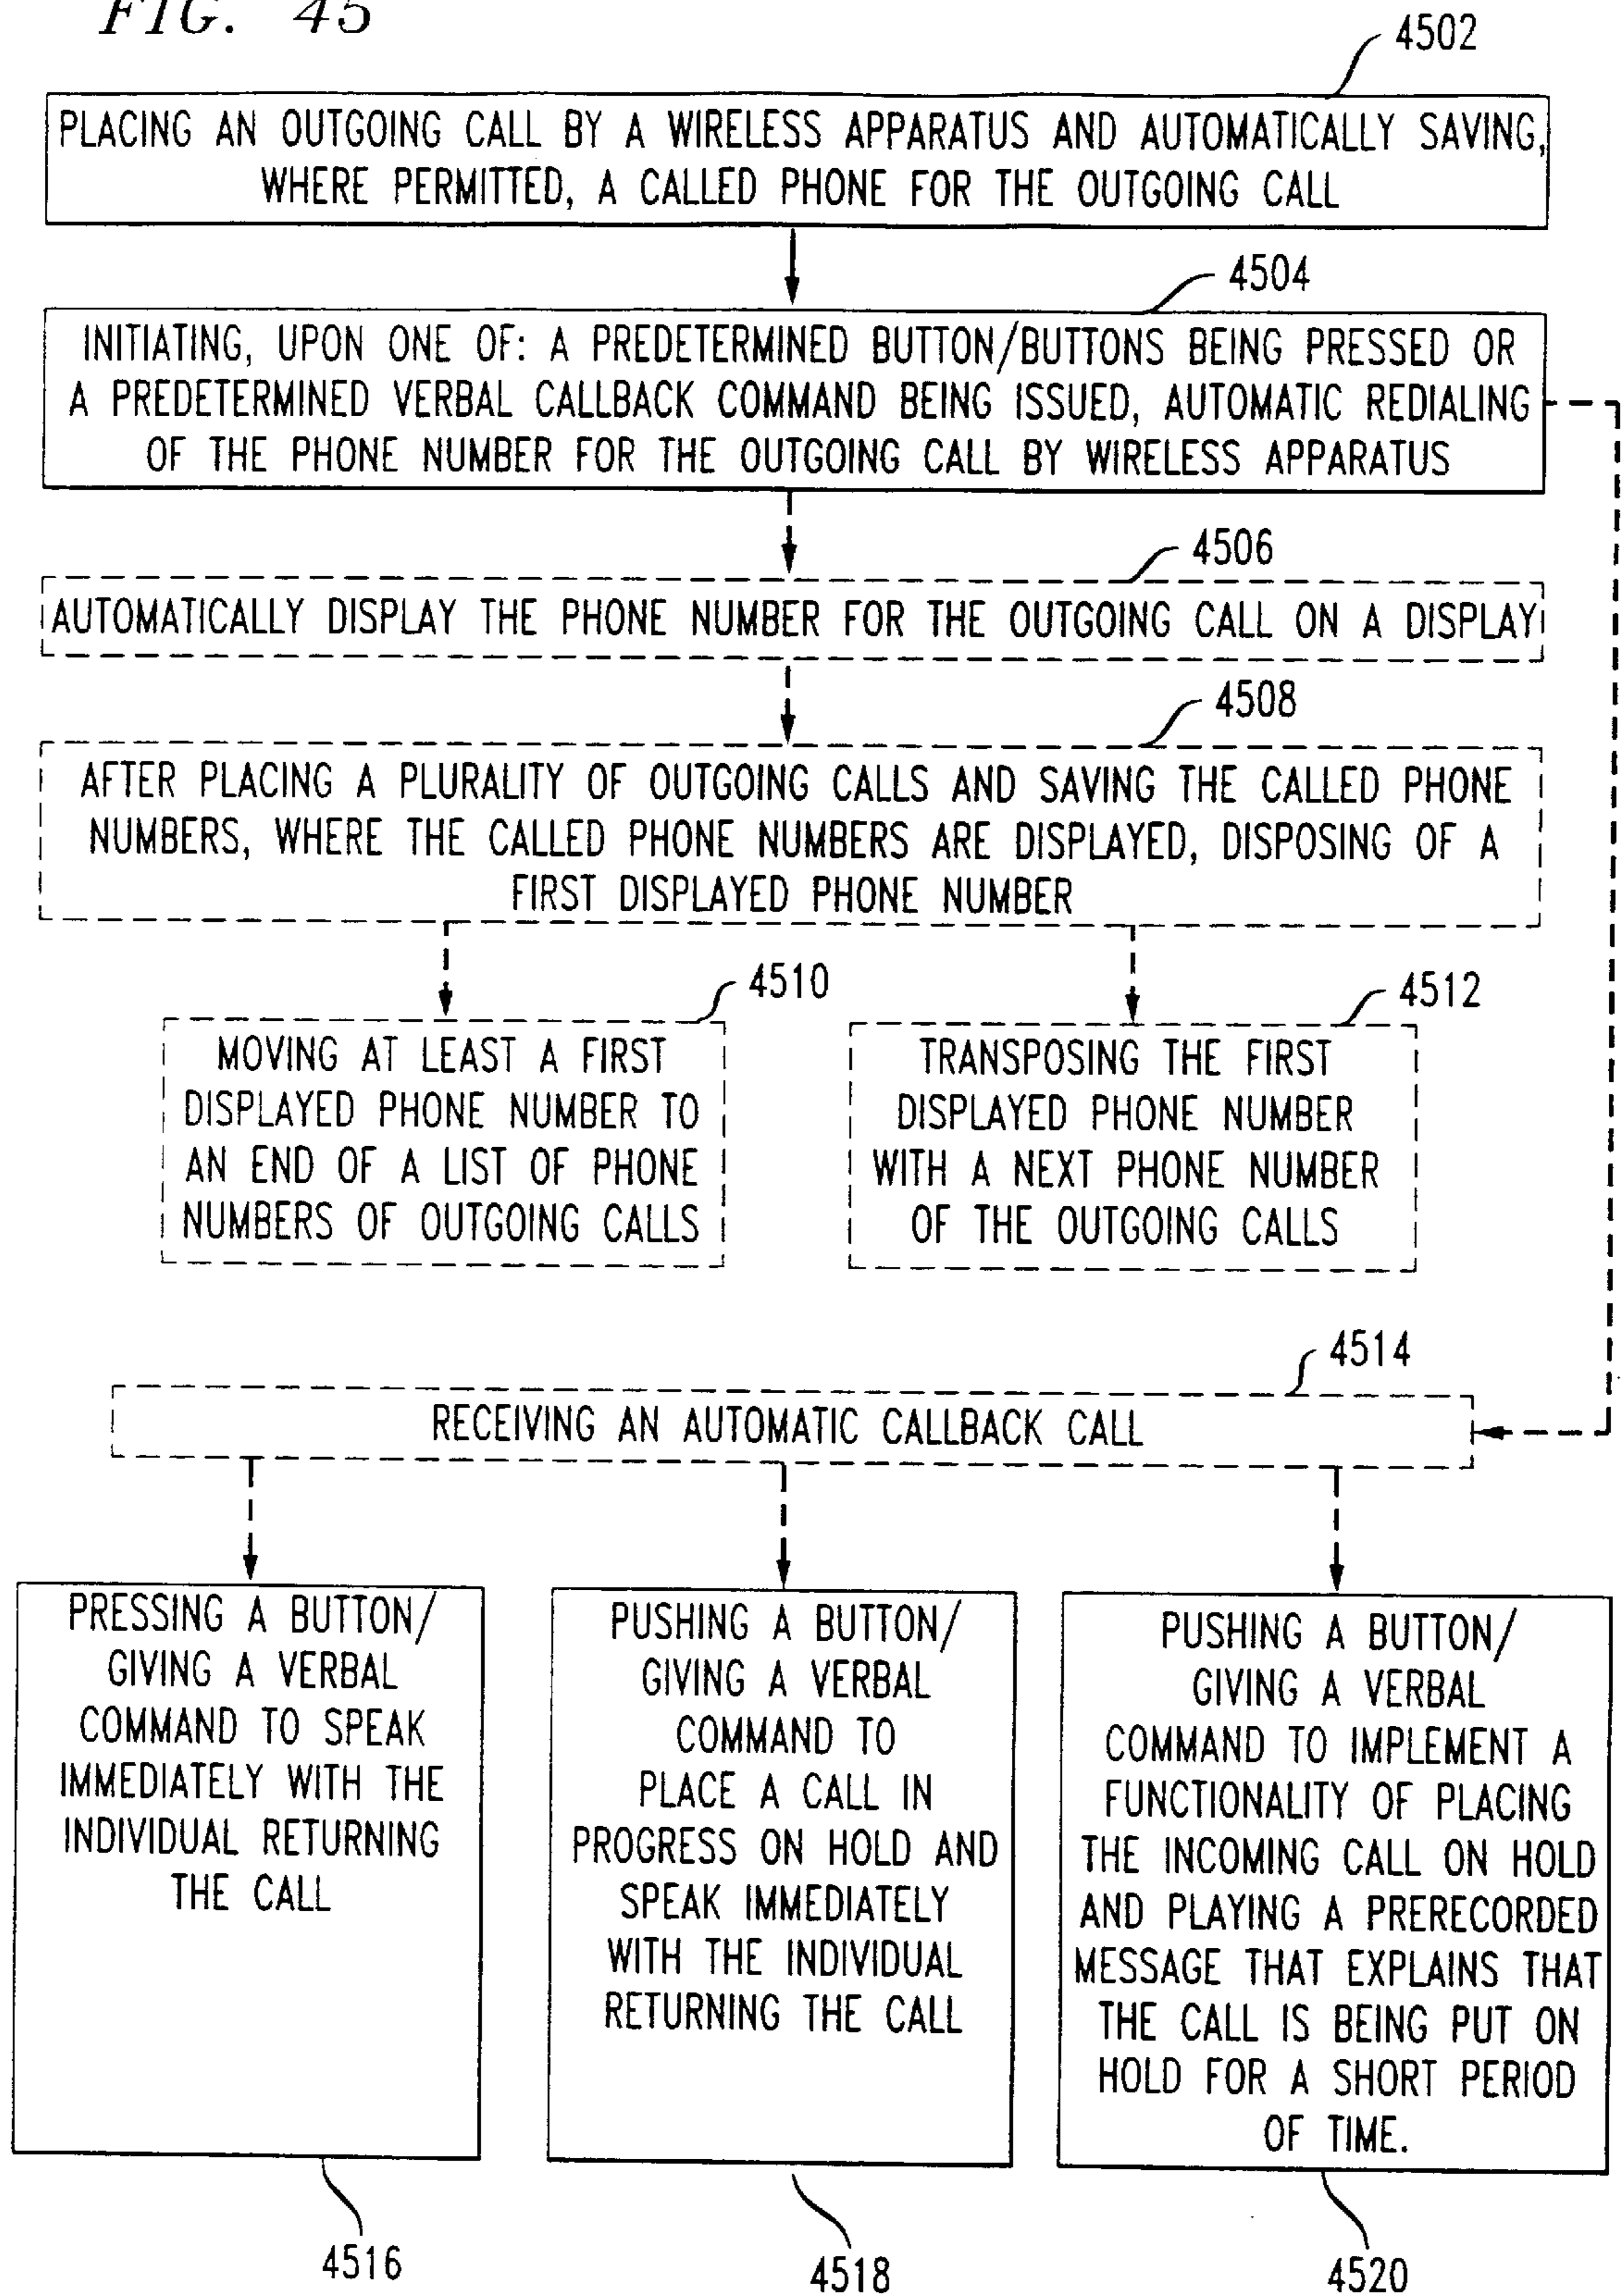 FIG. 45
4502
PLACING AN OUTGOING CALL BY A WIRELESS APPARATUS AND AUTOMATICALLY SAVING,
WHERE PERMITTED, A CALLED PHONE FOR THE OUTGOING CALL
4504
INITIATING, UPON ONE OF: A PREDETERMINED BUTTON/BUTTONS BEING PRESSED OR
A PREDETERMINED VERBAL CALLBACK COMMAND BEING ISSUED, AUTOMATIC REDIALING
OF THE PHONE NUMBER FOR THE OUTGOING CALL BY WIRELESS APPARATUS
4506
AUTOMATICALLY DISPLAY THE PHONE NUMBER FOR THE OUTGOING CALL ON A DISPLAY
4508
AFTER PLACING A PLURALITY OF OUTGOING CALLS AND SAVING THE CALLED PHONE
NUMBERS, WHERE THE CALLED PHONE NUMBERS ARE DISPLAYED, DISPOSING OF A
FIRST DISPLAYED PHONE NUMBER
4510
MOVING AT LEAST A FIRST
DISPLAYED PHONE NUMBER TO
AN END OF A LIST OF PHONE
NUMBERS OF OUTGOING CALLS
4512
TRANSPOSING THE FIRST
DISPLAYED PHONE NUMBER
WITH A NEXT PHONE NUMBER
OF THE OUTGOING CALLS
4514
RECEIVING AN AUTOMATIC CALLBACK CALL
PRESSING A BUTTON/
GIVING A VERBAL
COMMAND TO SPEAK
IMMEDIATELY WITH THE
INDIVIDUAL RETURNING
THE CALL
4516
PUSHING A BUTTON/
GIVING A VERBAL
COMMAND TO
PLACE A CALL IN
PROGRESS ON HOLD AND
SPEAK IMMEDIATELY
WITH THE INDIVIDUAL
RETURNING THE CALL
4518
PUSHING A BUTTON/
GIVING A VERBAL
COMMAND TO IMPLEMENT A
FUNCTIONALITY OF PLACING
THE INCOMING CALL ON HOLD
AND PLAYING A PRERECORDED
MESSAGE THAT EXPLAINS THAT
THE CALL IS BEING PUT ON
HOLD FOR A SHORT PERIOD
OF TIME.
4520